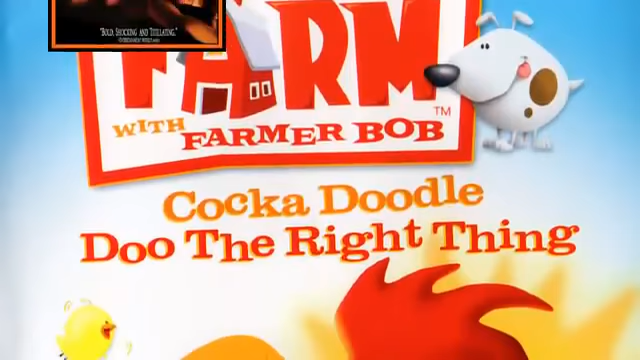 BOLD, SHOCKING AND TITILLATING.
FARM
WITH FARMER BOB
TM
Cocka Doodle
Doo The Right Thing